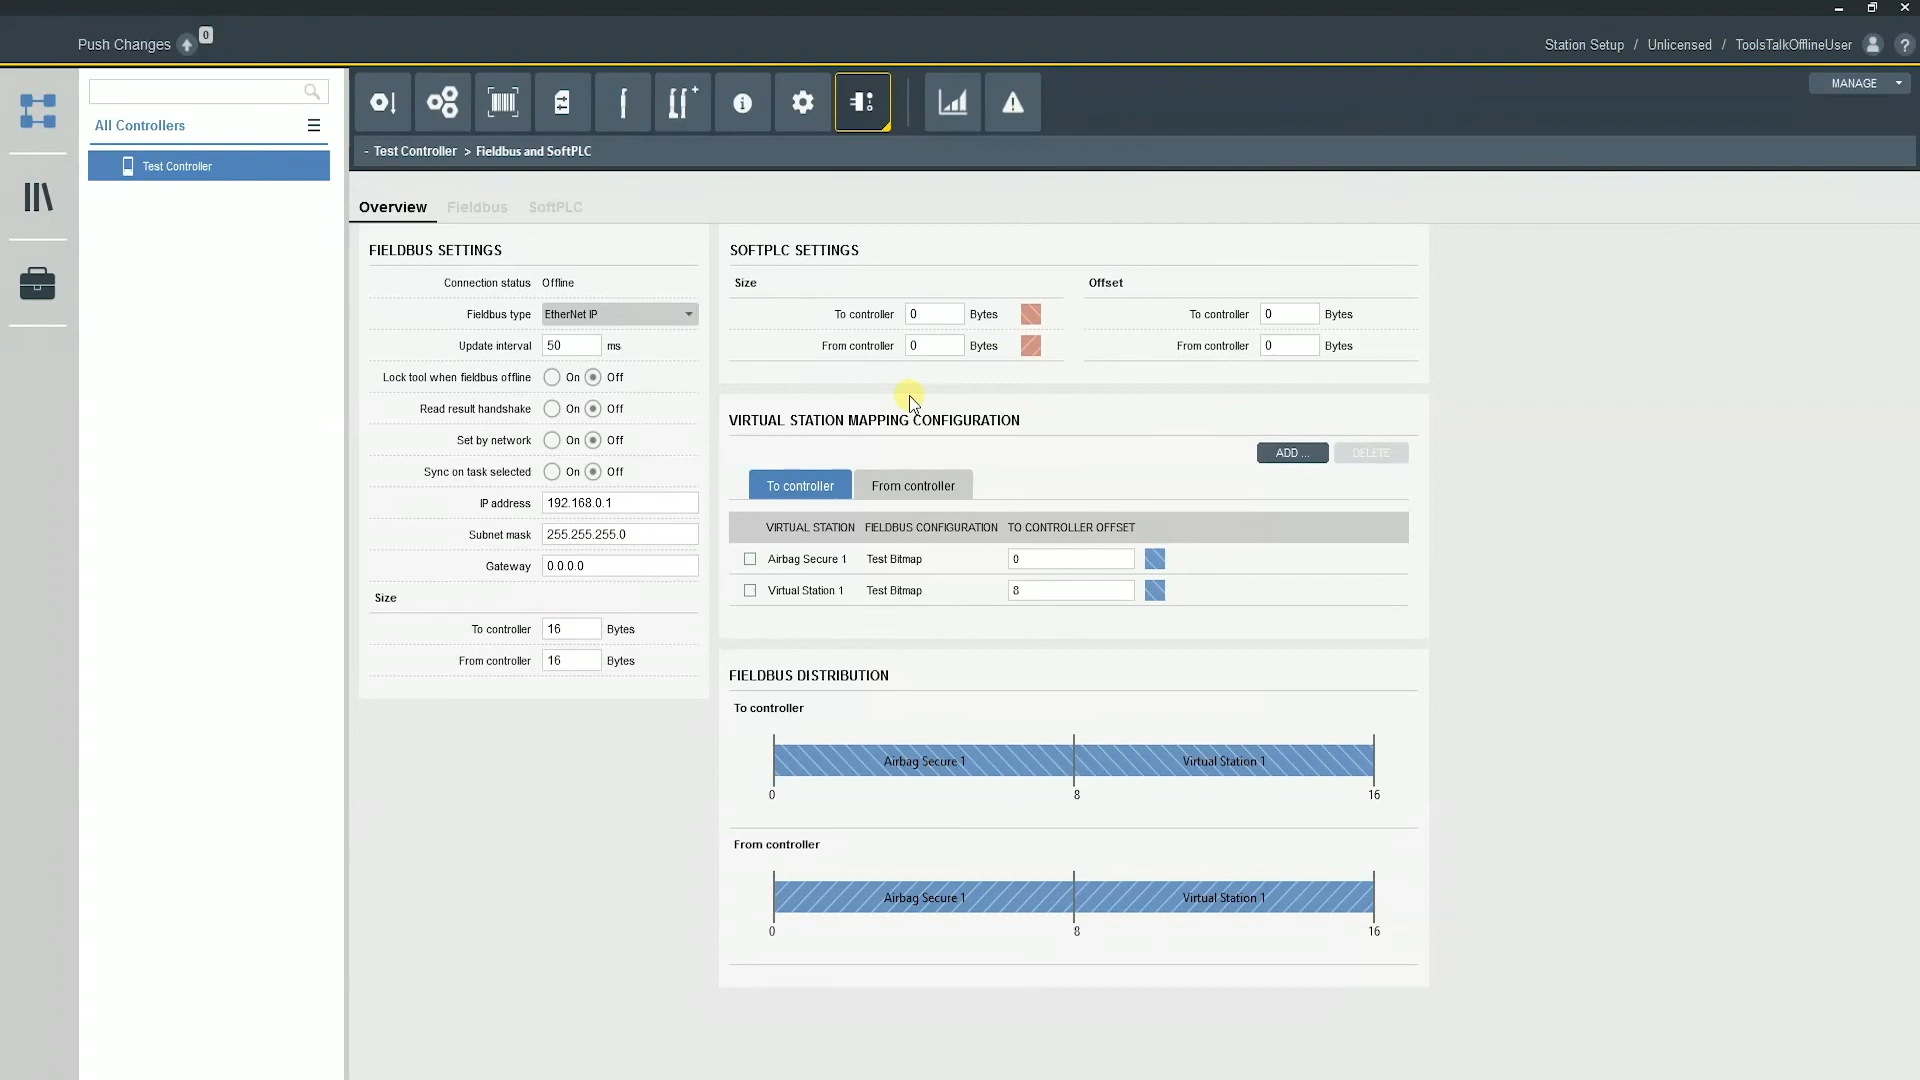 Push Changes 0
Station Setup / Unlicensed / ToolsTalkOfflineUser ?
MANAGE
All Controllers
Test Controller
- Test Controller > Fieldbus and SoftPLC
Overview Fieldbus SoftPLC
FIELDBUS SETTINGS
Connection status Offline
Fieldbus type EtherNet IP
Update interval 50 ms
Lock tool when fieldbus offline On Off
Read result handshake On Off
Set by network On Off
Sync on task selected On Off
IP address 192.168.0.1
Subnet mask 255.255.255.0
Gateway 0.0.0.0
Size
To controller 16 Bytes
From controller 16 Bytes
SOFTPLC SETTINGS
Size Offset
To controller 0 Bytes To controller 0 Bytes
From controller 0 Bytes From controller 0 Bytes
VIRTUAL STATION MAPPING CONFIGURATION
ADD ... DELETE
To controller From controller
VIRTUAL STATION FIELDBUS CONFIGURATION TO CONTROLLER OFFSET
Airbag Secure 1 Test Bitmap 0
Virtual Station 1 Test Bitmap 8
FIELDBUS DISTRIBUTION
To controller
Airbag Secure 1 Virtual Station 1
0 8 16
From controller
Airbag Secure 1 Virtual Station 1
0 8 16